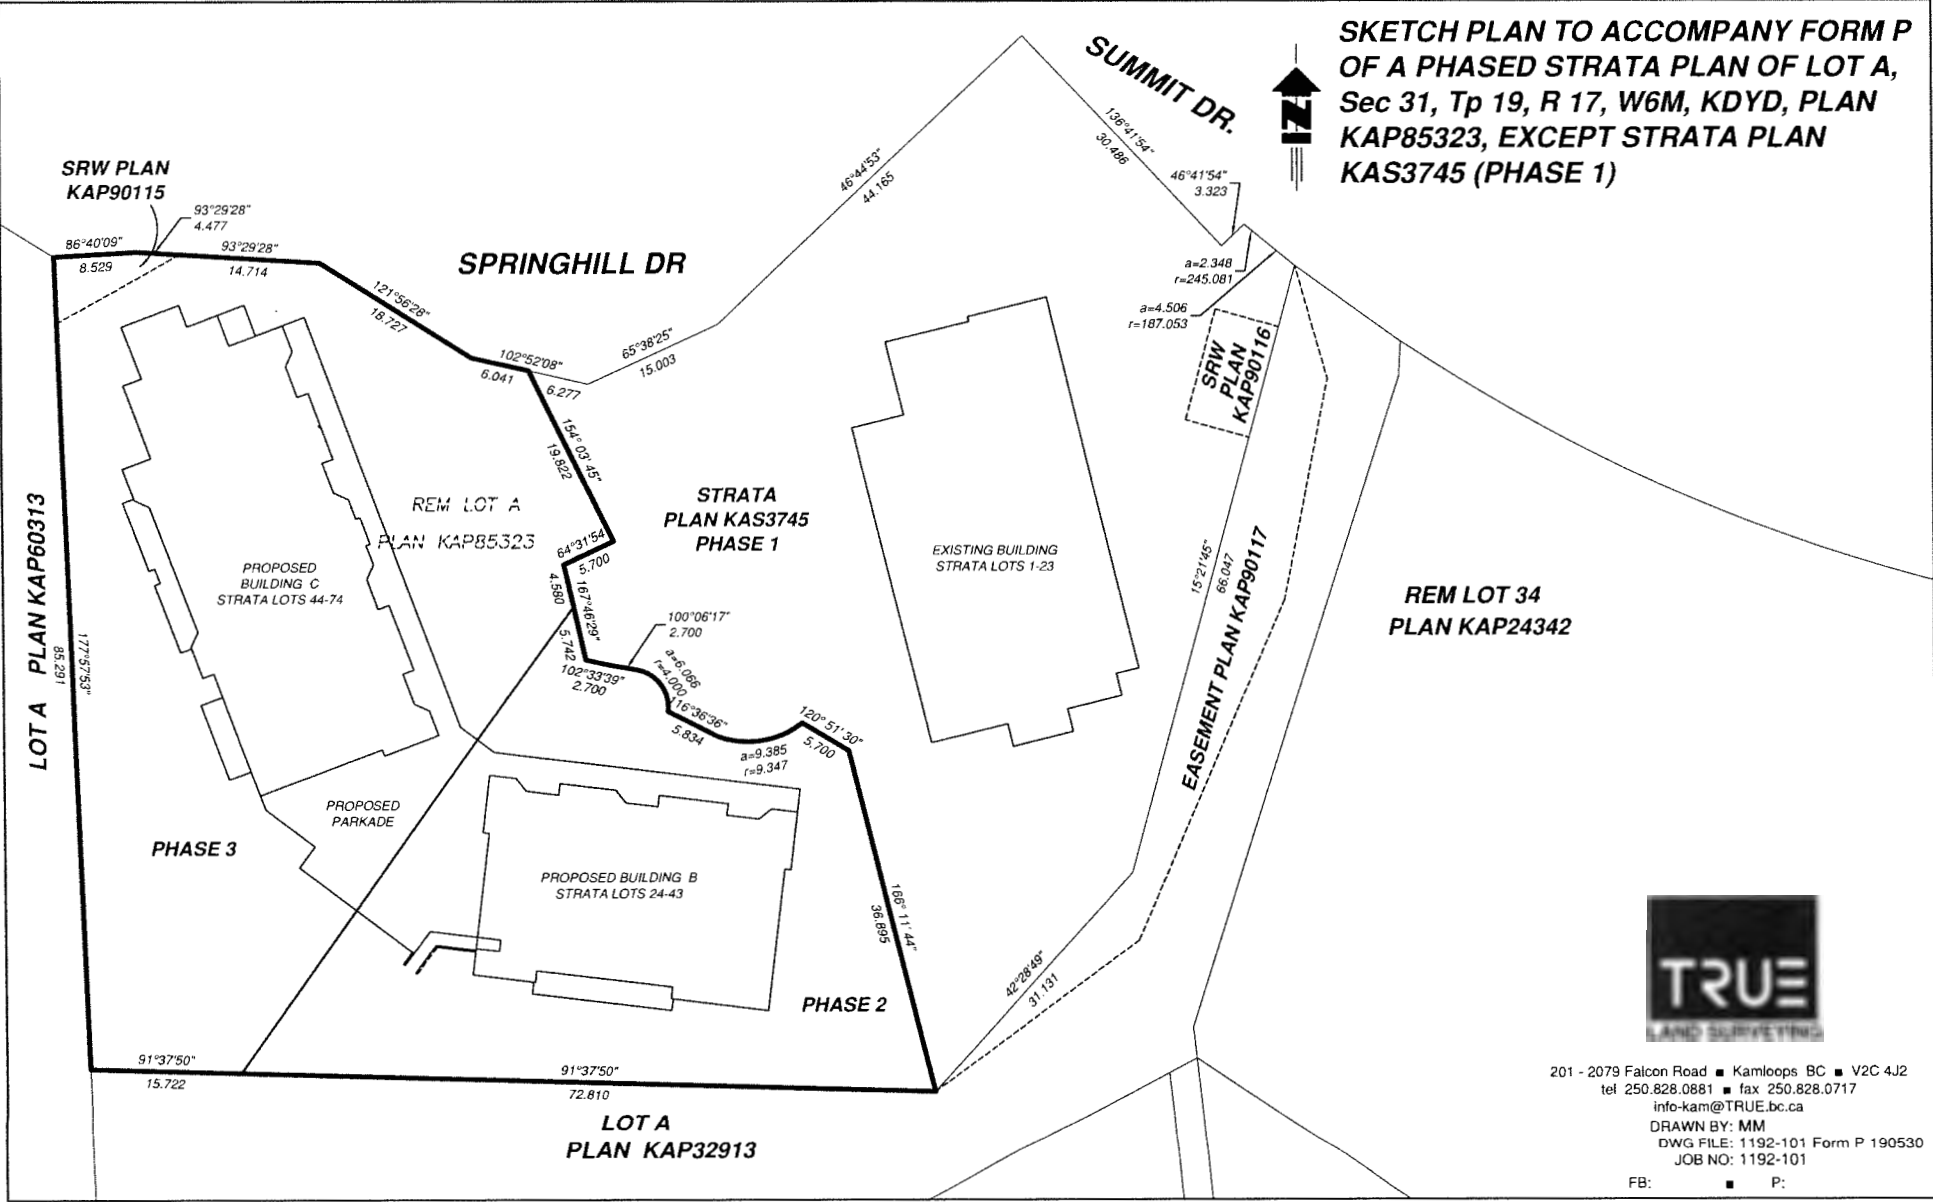 SKETCH PLAN TO ACCOMPANY FORM P
OF A PHASED STRATA PLAN OF LOT A,
Sec 31, Tp 19, R 17, W6M, KDYD, PLAN
KAP85323, EXCEPT STRATA PLAN
KAS3745 (PHASE 1)
N
SUMMIT DR.
136°41'54"
30.486
46°41'54"
3.323
a=2.348
r=245.081
a=4.506
r=187.053
46°44'53"
44.165
SRW PLAN
KAP90115
93°29'28"
4.477
86°40'09"
8.529
93°29'28"
14.714
SPRINGHILL DR
121°56'28"
18.727
102°52'08"
6.041
6.277
65°38'25"
15.003
SRW
PLAN
KAP90116
154° 03' 45"
19.822
REM LOT A
PLAN KAP85323
STRATA
PLAN KAS3745
PHASE 1
EXISTING BUILDING
STRATA LOTS 1-23
64°31'54
5.700
PROPOSED
BUILDING C
STRATA LOTS 44-74
4.580
167°46'29"
5.742
100°06'17"
2.700
102°33'39"
2.700
a=6.066
r=4.000
116°36'36"
5.834
a=9.385
r=9.347
120° 51' 30"
5.700
15°21'45"
66.047
EASEMENT PLAN KAP90117
REM LOT 34
PLAN KAP24342
LOT A PLAN KAP60313
177°57'53"
85.291
PROPOSED
PARKADE
PHASE 3
PROPOSED BUILDING B
STRATA LOTS 24-43
PHASE 2
166° 11' 44"
36.895
42°28'49"
31.131
91°37'50"
15.722
91°37'50"
72.810
LOT A
PLAN KAP32913
TRUE
LAND SURVEYING
201 - 2079 Falcon Road ■ Kamloops BC ■ V2C 4J2
tel 250.828.0881 ■ fax 250.828.0717
info-kam@TRUE.bc.ca
DRAWN BY: MM
DWG FILE: 1192-101 Form P 190530
JOB NO: 1192-101
FB: ■ P: